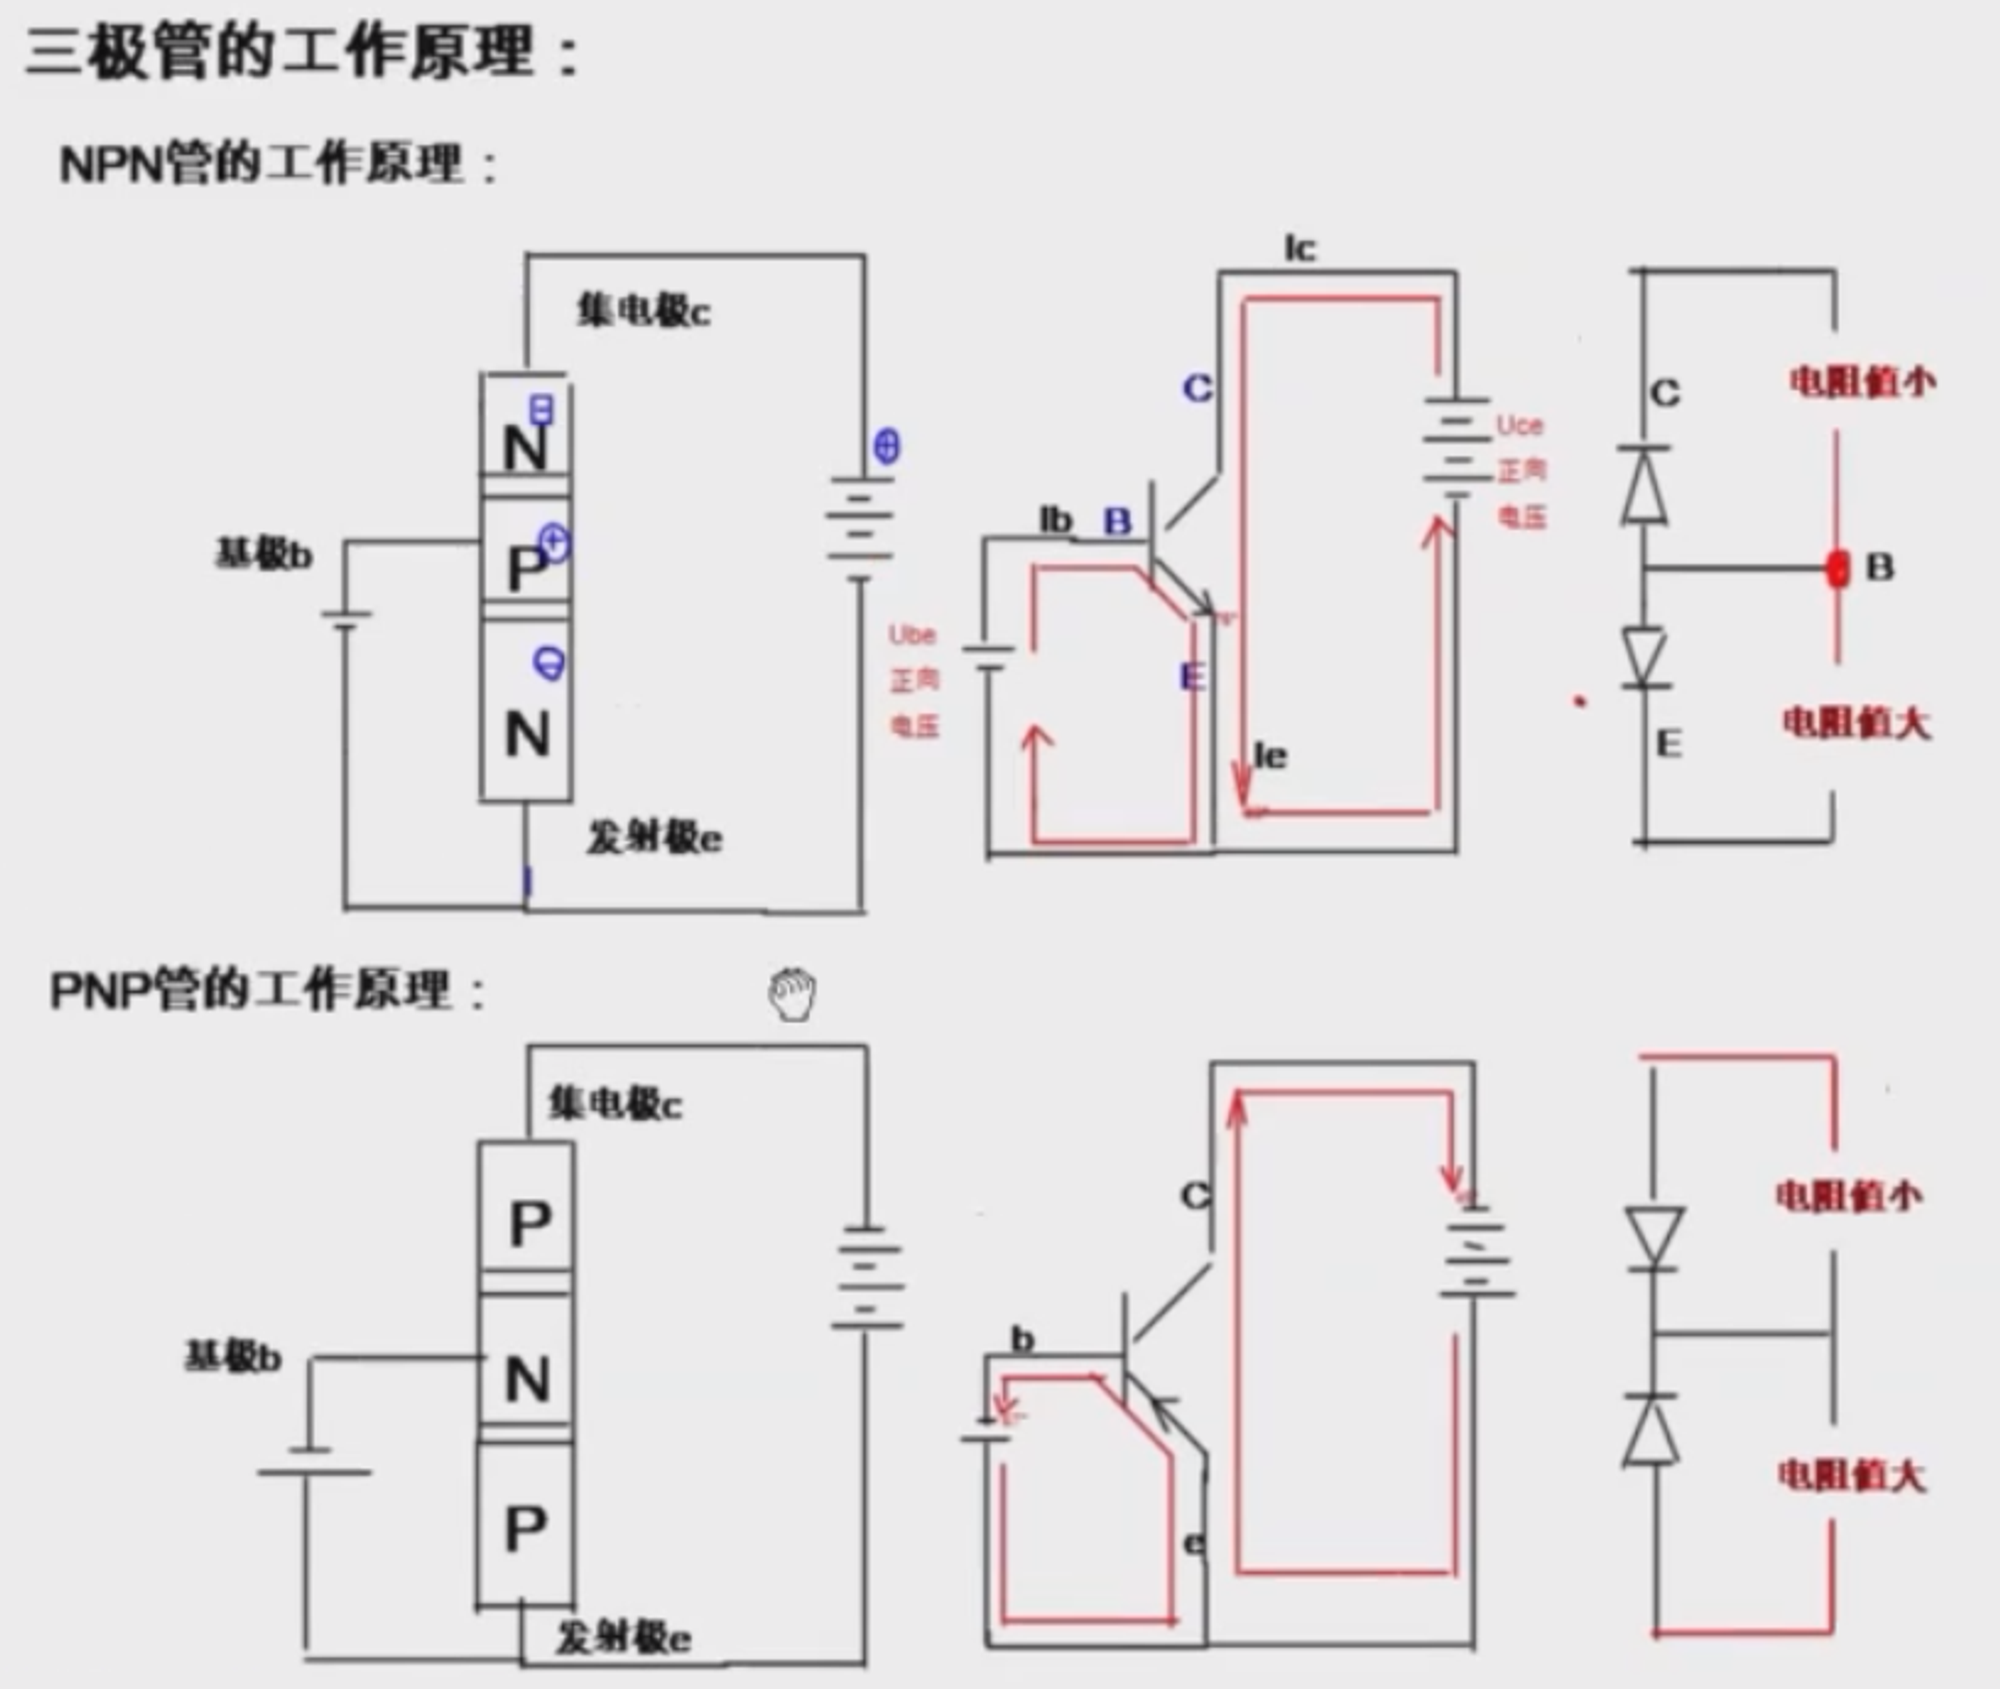 三极管的工作原理：
NPN管的工作原理：
集电极c
N
P
N
基极b
发射极e
Ic
C
Ib
B
E
Ie
Ube
正向
电压
Uce
正向
电压
C
电阻值小
B
电阻值大
E
PNP管的工作原理：
集电极c
P
N
P
基极b
发射极e
C
b
e
电阻值小
电阻值大